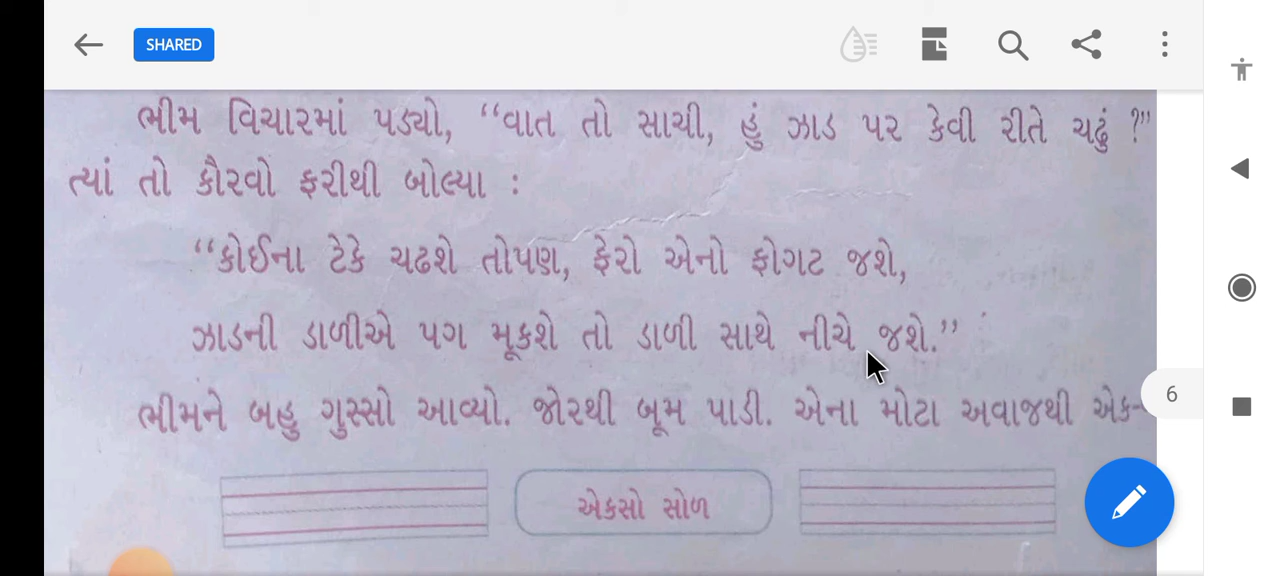 SHARED
ભીમ વિચારમાં પડ્યો, “વાત તો સાચી, હું ઝાડ પર કેવી રીતે ચઢું ?”
ત્યાં તો કૌરવો ફરીથી બોલ્યા :
“કોઈના ટેકે ચઢશે તોપણ, ફેરો એનો ફોગટ જશે,
ઝાડની ડાળીએ પગ મૂકશે તો ડાળી સાથે નીચે જશે.”
ભીમને બહુ ગુસ્સો આવ્યો. જોરથી બૂમ પાડી. એના મોટા અવાજથી એક-
6
એકસો સોળ